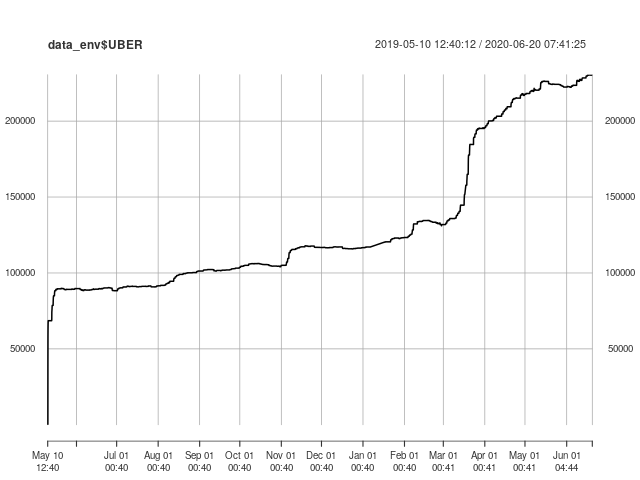 data_env$UBER 2019-05-10 12:40:12 / 2020-06-20 07:41:25
200000 200000
150000 150000
100000 100000
50000 50000
May 10 Jul 01 Aug 01 Sep 01 Oct 01 Nov 01 Dec 01 Jan 01 Feb 01 Mar 01 Apr 01 May 01 Jun 01
12:40 00:40 00:40 00:40 00:40 00:40 00:40 00:40 00:40 00:41 00:41 00:41 04:44